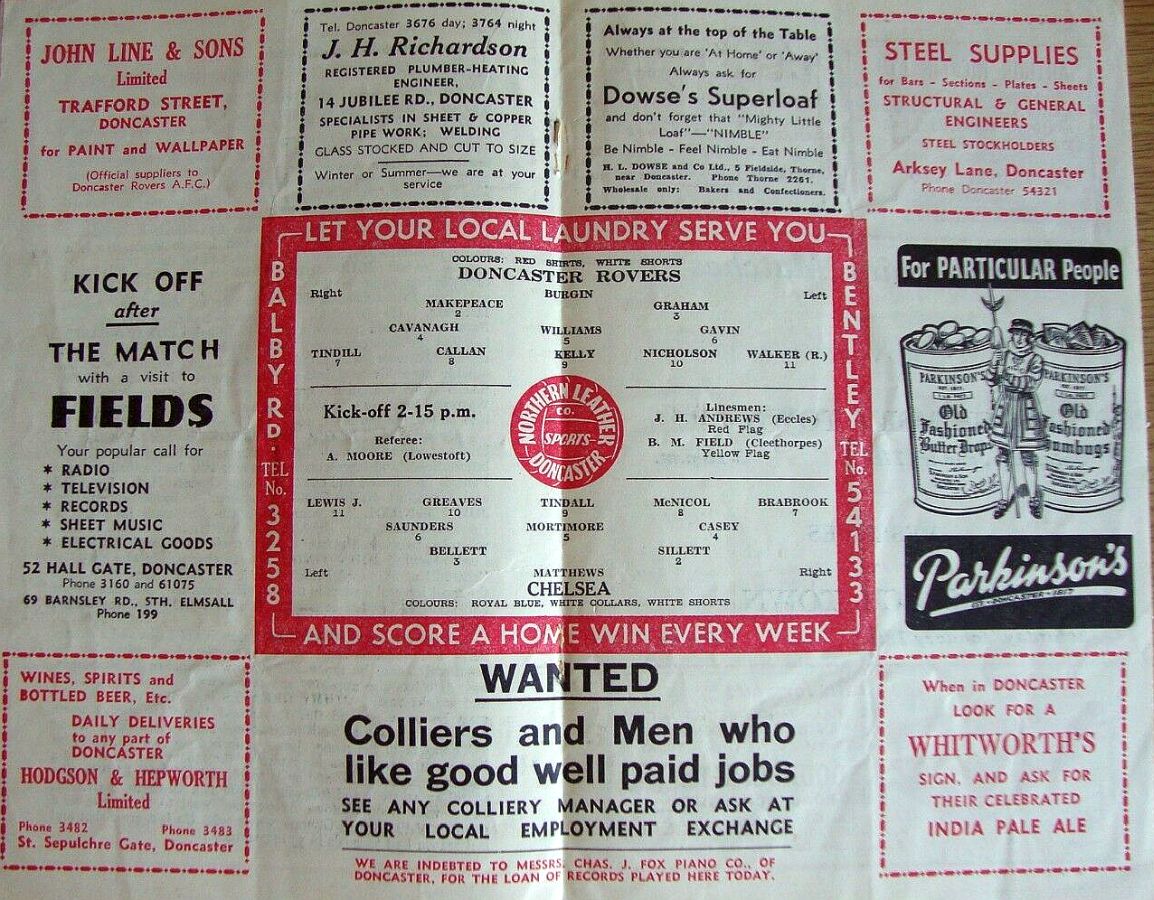 JOHN LINE & SONS
Limited
TRAFFORD STREET,
DONCASTER
for PAINT and WALLPAPER
(Official suppliers to
Doncaster Rovers A.F.C.)
Tel. Doncaster 3676 day; 3764 night
J. H. Richardson
REGISTERED PLUMBER-HEATING
ENGINEER,
14 JUBILEE RD., DONCASTER
SPECIALISTS IN SHEET & COPPER
PIPE WORK; WELDING
GLASS STOCKED AND CUT TO SIZE
Winter or Summer—we are at your
service
Always at the top of the Table
Whether you are 'At Home' or 'Away'
Always ask for
Dowse's Superloaf
and don't forget that "Mighty Little
Loaf"—"NIMBLE"
Be Nimble - Feel Nimble - Eat Nimble
H. L. DOWSE and Co Ltd., 5 Fieldside, Thorne,
near Doncaster. Phone Thorne 2261.
Wholesale only: Bakers and Confectioners.
STEEL SUPPLIES
for Bars - Sections - Plates - Sheets
STRUCTURAL & GENERAL
ENGINEERS
STEEL STOCKHOLDERS
Arksey Lane, Doncaster
Phone Doncaster 54321
KICK OFF
after
THE MATCH
with a visit to
FIELDS
Your popular call for
* RADIO
* TELEVISION
* RECORDS
* SHEET MUSIC
* ELECTRICAL GOODS
52 HALL GATE, DONCASTER
Phone 3160 and 61075
69 BARNSLEY RD., STH. ELMSALL
Phone 199
LET YOUR LOCAL LAUNDRY SERVE YOU
BALBY RD. TEL No. 3258
COLOURS: RED SHIRTS, WHITE SHORTS
DONCASTER ROVERS
Right BURGIN Left
MAKEPEACE GRAHAM
2 3
CAVANAGH WILLIAMS GAVIN
4 5 6
TINDILL CALLAN KELLY NICHOLSON WALKER (R.)
7 8 9 10 11
Kick-off 2-15 p.m.
Referee:
A. MOORE (Lowestoft)
NORTHERN LEATHER
CO.
SPORTS
DONCASTER
Linesmen:
J. H. ANDREWS (Eccles)
Red Flag
B. M. FIELD (Cleethorpes)
Yellow Flag
LEWIS J. GREAVES TINDALL McNICOL BRABROOK
11 10 9 8 7
SAUNDERS MORTIMORE CASEY
6 5 4
BELLETT SILLETT
3 2
Left MATTHEWS Right
CHELSEA
COLOURS: ROYAL BLUE, WHITE COLLARS, WHITE SHORTS
BENTLEY TEL No. 54133
AND SCORE A HOME WIN EVERY WEEK
For PARTICULAR People
PARKINSON'S
Old
Fashioned
Butter Drops
PARKINSON'S
Old
Fashioned
Humbugs
Parkinson's
OF DONCASTER 1817
WINES, SPIRITS and
BOTTLED BEER, Etc.
DAILY DELIVERIES
to any part of
DONCASTER
HODGSON & HEPWORTH
Limited
Phone 3482 Phone 3483
St. Sepulchre Gate, Doncaster
WANTED
Colliers and Men who
like good well paid jobs
SEE ANY COLLIERY MANAGER OR ASK AT
YOUR LOCAL EMPLOYMENT EXCHANGE
WE ARE INDEBTED TO MESSRS. CHAS. J. FOX PIANO CO., OF
DONCASTER, FOR THE LOAN OF RECORDS PLAYED HERE TODAY.
When in DONCASTER
LOOK FOR A
WHITWORTH'S
SIGN, AND ASK FOR
THEIR CELEBRATED
INDIA PALE ALE